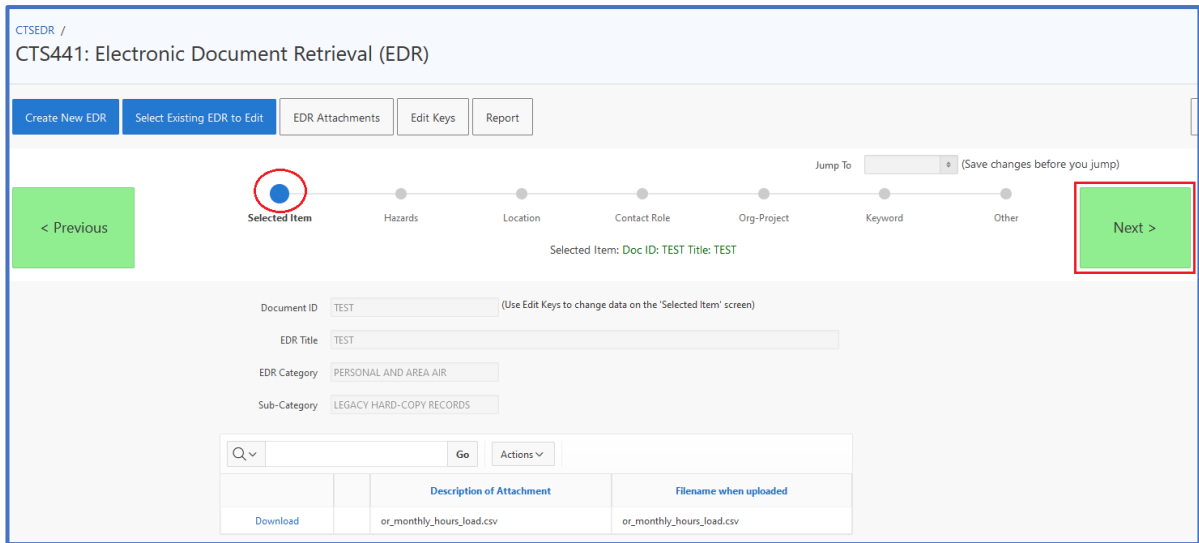 CTSEDR /
CTS441: Electronic Document Retrieval (EDR)
Create New EDR Select Existing EDR to Edit EDR Attachments Edit Keys Report
Jump To (Save changes before you jump)
< Previous
Selected Item Hazards Location Contact Role Org-Project Keyword Other
Next >
Selected Item: Doc ID: TEST Title: TEST
Document ID TEST (Use Edit Keys to change data on the 'Selected Item' screen)
EDR Title TEST
EDR Category PERSONAL AND AREA AIR
Sub-Category LEGACY HARD-COPY RECORDS
Go Actions
Description of Attachment Filename when uploaded
Download or_monthly_hours_load.csv or_monthly_hours_load.csv